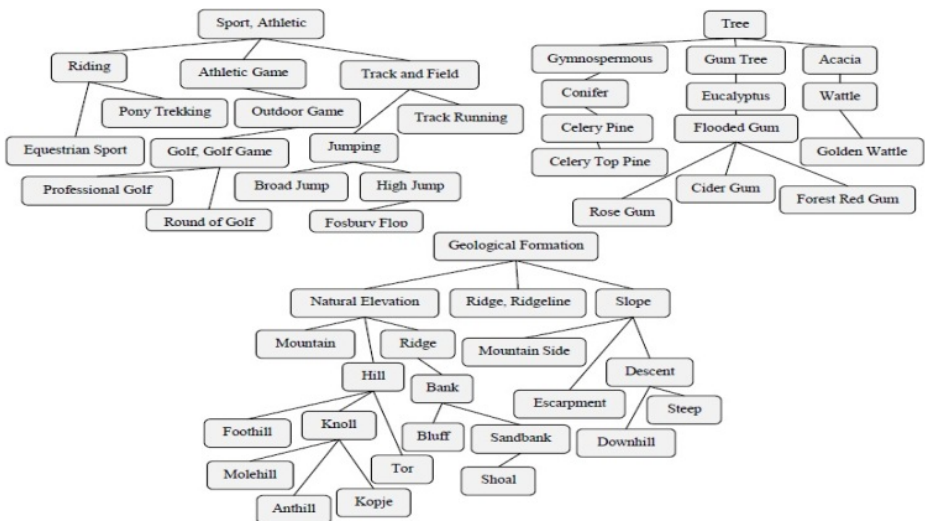 Sport, Athletic
Riding
Athletic Game
Track and Field
Pony Trekking
Outdoor Game
Track Running
Equestrian Sport
Golf, Golf Game
Jumping
Professional Golf
Broad Jump
High Jump
Round of Golf
Fosbury Flop
Tree
Gymnospermous
Gum Tree
Acacia
Conifer
Eucalyptus
Wattle
Celery Pine
Flooded Gum
Golden Wattle
Celery Top Pine
Cider Gum
Rose Gum
Forest Red Gum
Geological Formation
Natural Elevation
Ridge, Ridgeline
Slope
Mountain
Ridge
Mountain Side
Hill
Bank
Descent
Escarpment
Steep
Foothill
Knoll
Bluff
Sandbank
Downhill
Molehill
Tor
Shoal
Anthill
Kopje